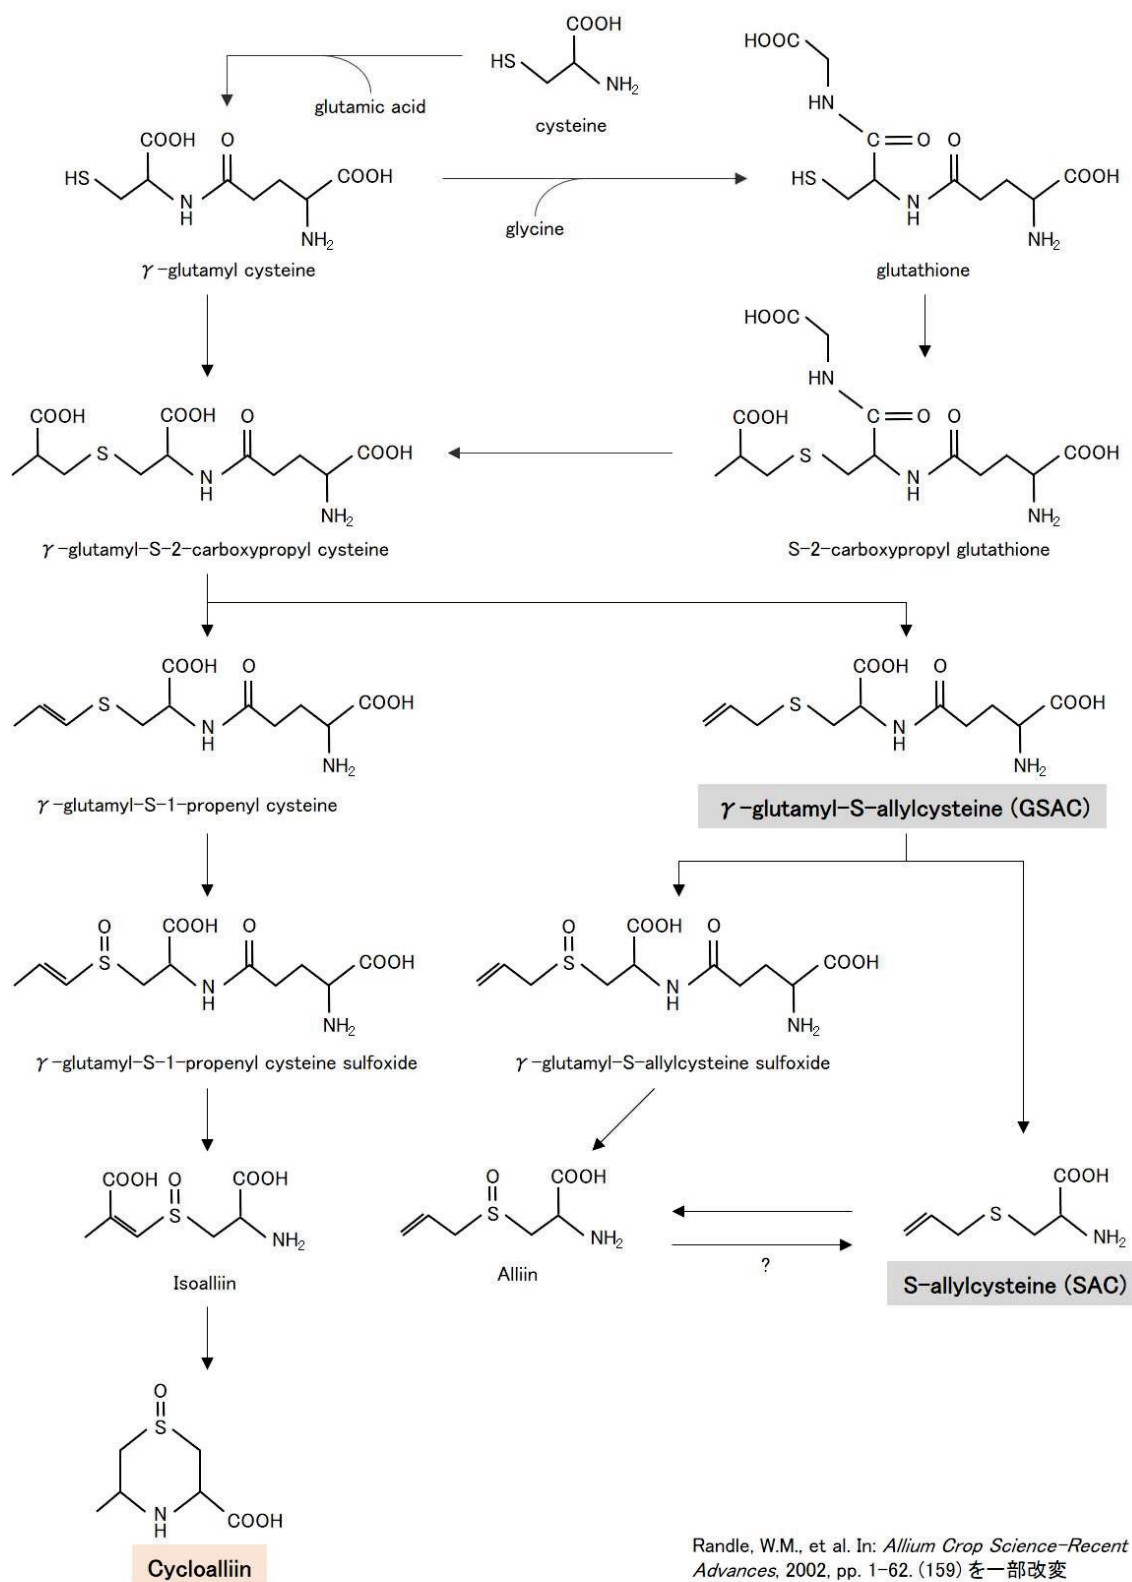 COOH
HS
NH2
cysteine
glutamic acid
HOOC
HN
C
O
O
HS
N
H
COOH
NH2
glutathione
COOH
O
HS
N
H
COOH
NH2
γ-glutamyl cysteine
glycine
HOOC
HN
COOH
C
O
O
S
N
H
COOH
NH2
S-2-carboxypropyl glutathione
COOH
COOH
O
S
N
H
COOH
NH2
γ-glutamyl-S-2-carboxypropyl cysteine
COOH
O
S
N
H
COOH
NH2
γ-glutamyl-S-1-propenyl cysteine
COOH
O
S
N
H
COOH
NH2
γ-glutamyl-S-allylcysteine (GSAC)
O
COOH
O
S
N
H
COOH
NH2
γ-glutamyl-S-1-propenyl cysteine sulfoxide
O
COOH
O
S
N
H
COOH
NH2
γ-glutamyl-S-allylcysteine sulfoxide
COOH
O
COOH
S
NH2
Isoalliin
O
COOH
S
NH2
Alliin
?
COOH
S
NH2
S-allylcysteine (SAC)
O
S
N
H
COOH
Cycloalliin
Randle, W.M., et al. In: Allium Crop Science-Recent
Advances, 2002, pp. 1-62. (159) を一部改変